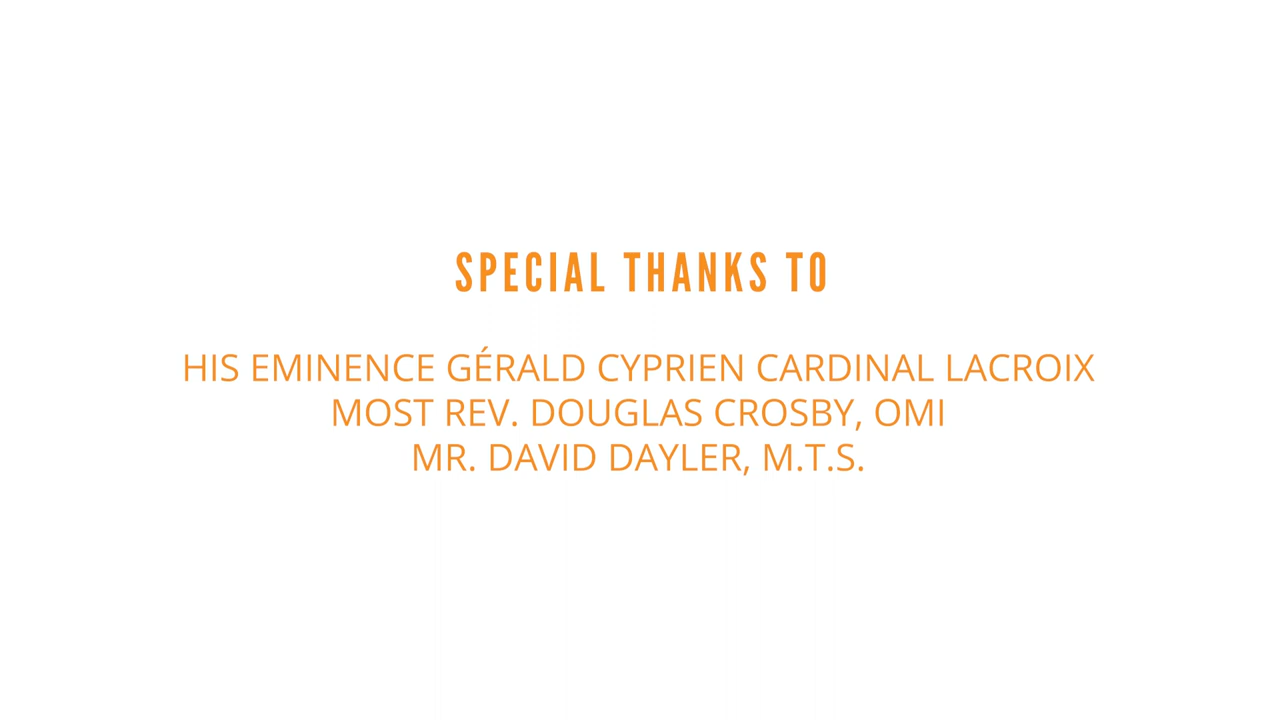 SPECIAL THANKS TO
HIS EMINENCE GÉRALD CYPRIEN CARDINAL LACROIX
MOST REV. DOUGLAS CROSBY, OMI
MR. DAVID DAYLER, M.T.S.